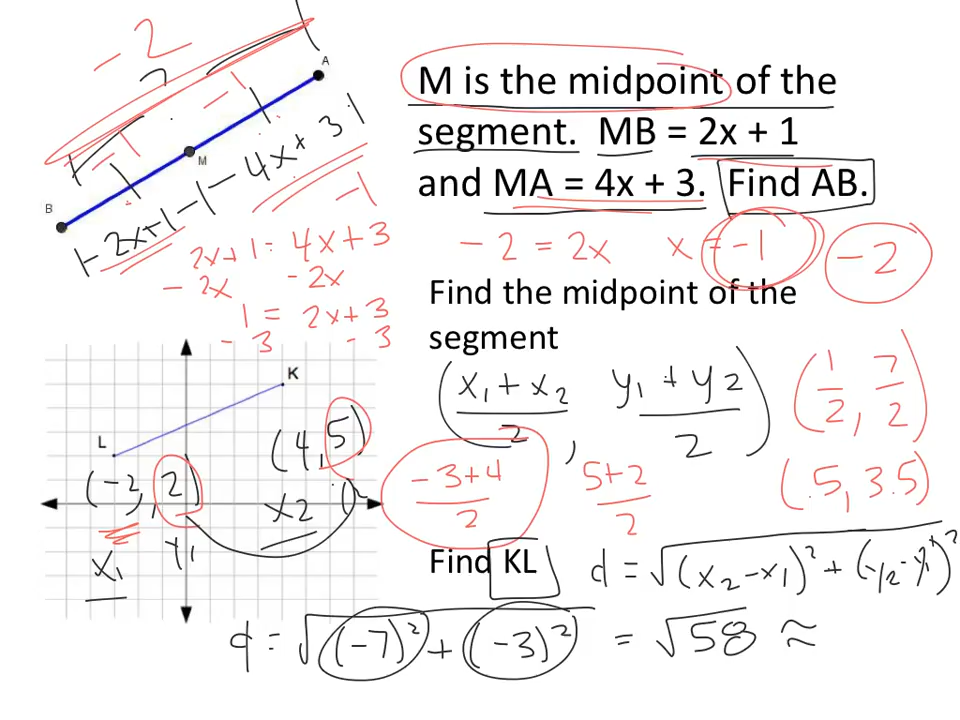 - 2
A
- 1
- 1
M
B
2x+1
4x+3
- 1
M is the midpoint of the
segment. MB = 2x + 1
and MA = 4x + 3. Find AB.
2x+1 = 4x+3
- 2x - 2x
1 = 2x+3
- 3 - 3
- 2 = 2x x = -1 -2
Find the midpoint of the
segment
(x₁ + x₂ / 2 , y₁ + y₂ / 2) (1/2, 7/2)
-3+4 / 2 5+2 / 2 (.5, 3.5)
K
L
(4,5)
(-3, 2)
x₂
x₁ y₁
Find KL d = √(x₂-x₁)² + (y₂-y₁)²
d = √(-7)² + (-3)² = √58 ≈